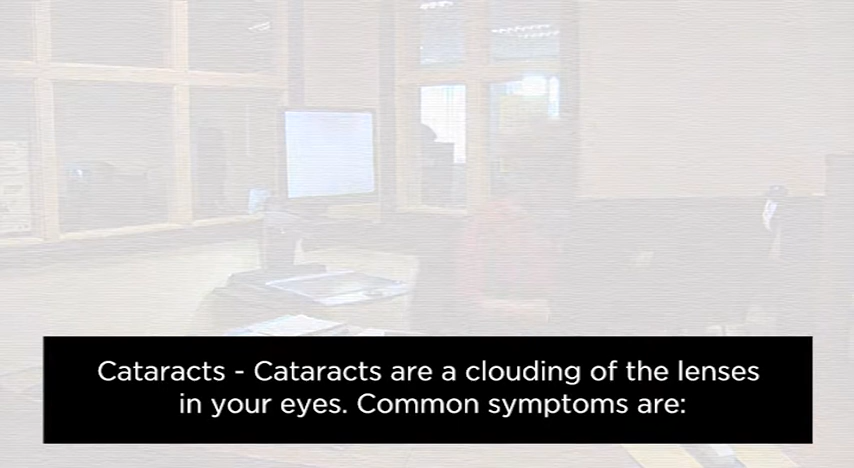 Cataracts - Cataracts are a clouding of the lenses
in your eyes. Common symptoms are: